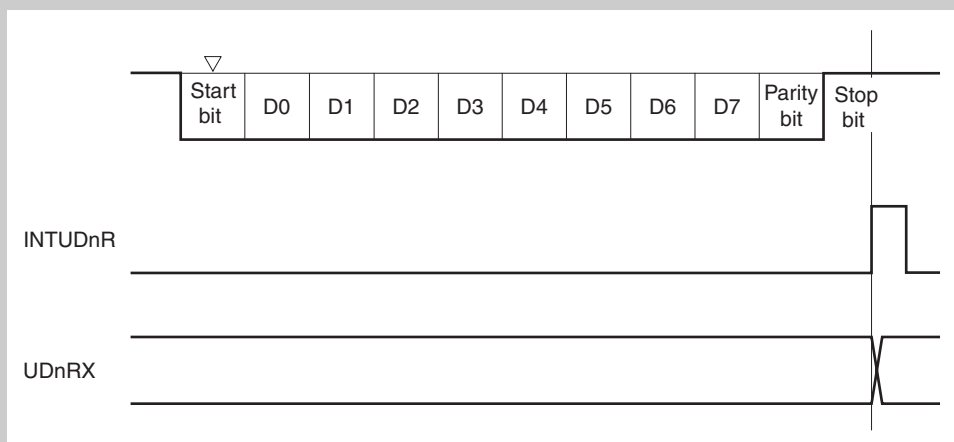 Start bit
D0
D1
D2
D3
D4
D5
D6
D7
Parity bit
Stop bit
INTUDnR
UDnRX